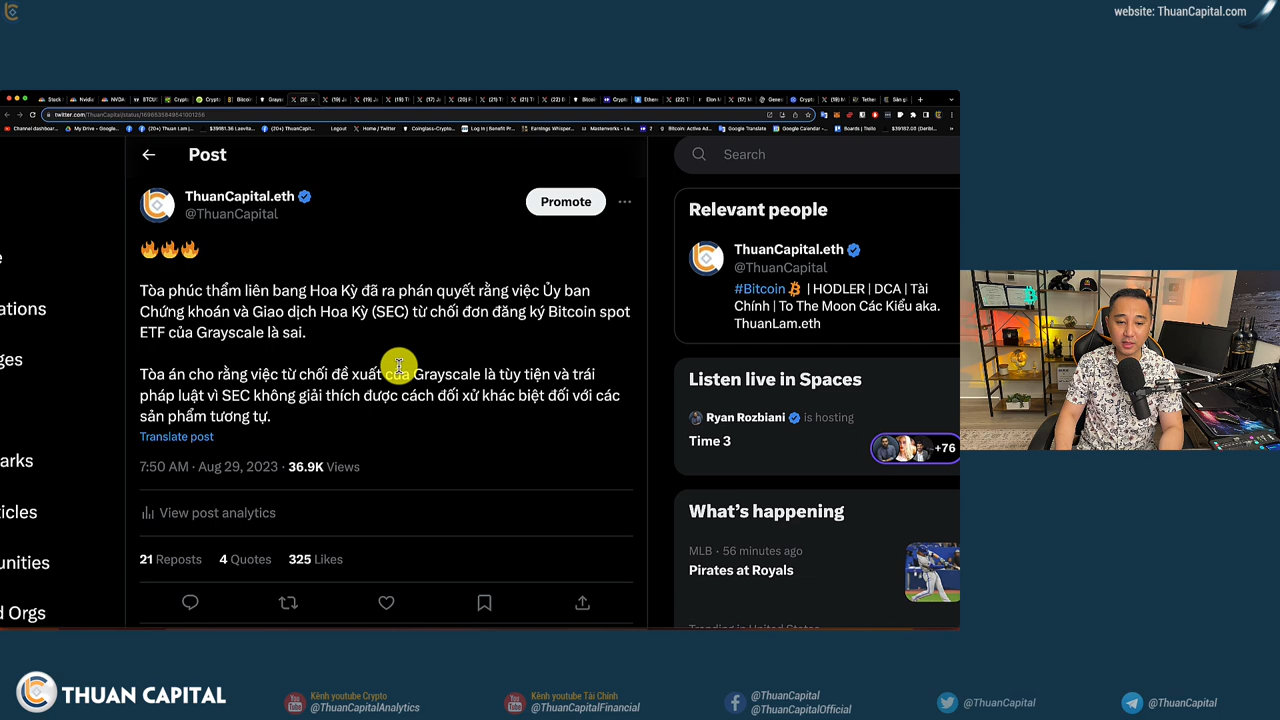 website: ThuanCapital.com
twitter.com/ThuanCapital/status/1696535849541001256
Post
Search
ThuanCapital.eth
@ThuanCapital
Promote
🔥🔥🔥
Tòa phúc thẩm liên bang Hoa Kỳ đã ra phán quyết rằng việc Ủy ban
Chứng khoán và Giao dịch Hoa Kỳ (SEC) từ chối đơn đăng ký Bitcoin spot
ETF của Grayscale là sai.
Tòa án cho rằng việc từ chối đề xuất của Grayscale là tùy tiện và trái
pháp luật vì SEC không giải thích được cách đối xử khác biệt đối với các
sản phẩm tương tự.
Translate post
7:50 AM · Aug 29, 2023 · 36.9K Views
View post analytics
21 Reposts 4 Quotes 325 Likes
Relevant people
ThuanCapital.eth
@ThuanCapital
#Bitcoin | HODLER | DCA | Tài
Chính | To The Moon Các Kiểu aka.
ThuanLam.eth
Listen live in Spaces
Ryan Rozbiani is hosting
Time 3
+76
What's happening
MLB · 56 minutes ago
Pirates at Royals
Trending in United States
ations
ges
arks
icles
unities
d Orgs
THUAN CAPITAL
Kênh youtube Crypto
@ThuanCapitalAnalytics
Kênh youtube Tài Chính
@ThuanCapitalFinancial
@ThuanCapital
@ThuanCapitalOfficial
@ThuanCapital
@ThuanCapital